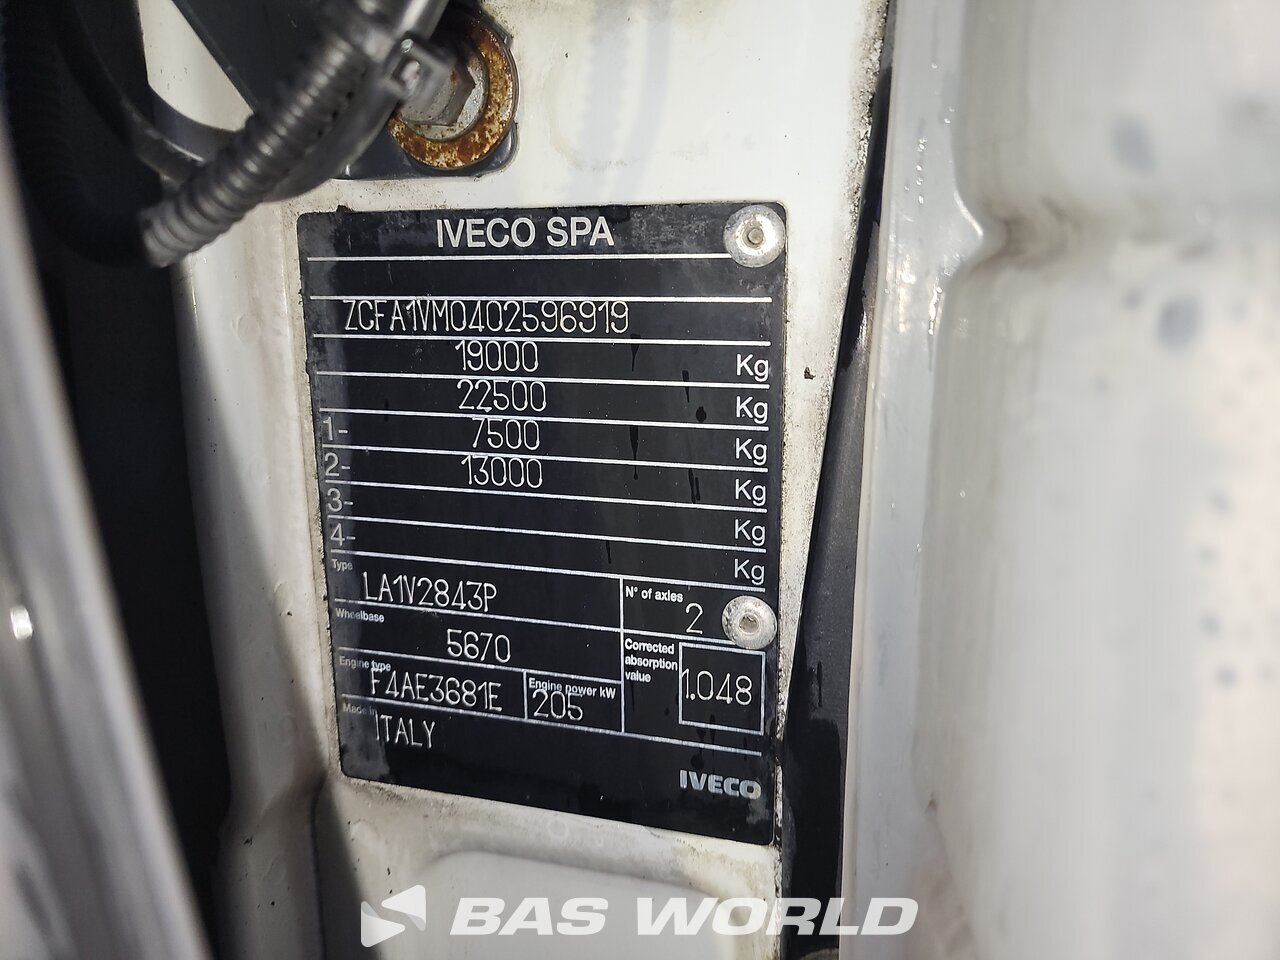 IVECO SPA
ZCFA1VM0402596919
19000 Kg
22500 Kg
1- 7500 Kg
2- 13000 Kg
3- Kg
4- Kg
Type LA1V2843P
N° of axles 2
Wheelbase 5670
Corrected absorption value 1.048
Engine type F4AE3681E
Engine power kW 205
Made in ITALY
IVECO
BAS WORLD